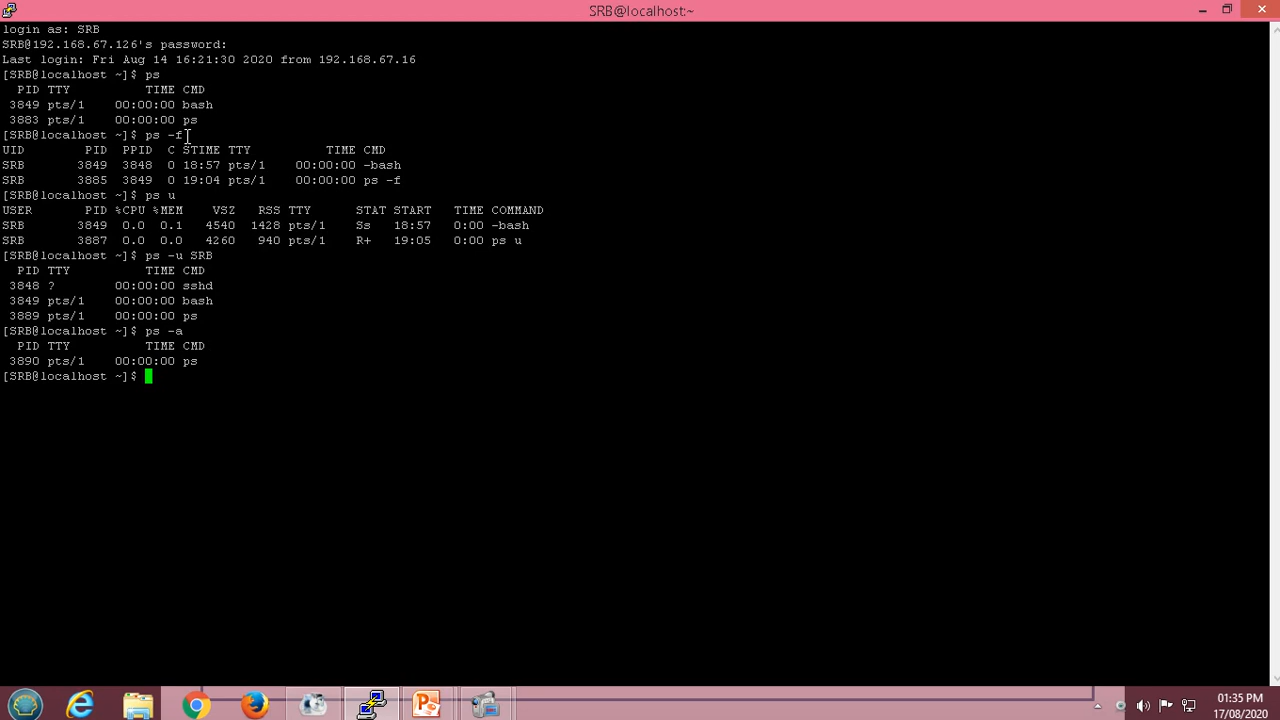 SRB@localhost:~
login as: SRB
SRB@192.168.67.126's password:
Last login: Fri Aug 14 16:21:30 2020 from 192.168.67.16
[SRB@localhost ~]$ ps
  PID TTY          TIME CMD
 3849 pts/1    00:00:00 bash
 3883 pts/1    00:00:00 ps
[SRB@localhost ~]$ ps -f
UID        PID  PPID  C STIME TTY          TIME CMD
SRB       3849  3848  0 18:57 pts/1    00:00:00 -bash
SRB       3885  3849  0 19:04 pts/1    00:00:00 ps -f
[SRB@localhost ~]$ ps u
USER       PID %CPU %MEM    VSZ   RSS TTY      STAT START   TIME COMMAND
SRB       3849  0.0  0.1   4540  1428 pts/1    Ss   18:57   0:00 -bash
SRB       3887  0.0  0.0   4260   940 pts/1    R+   19:05   0:00 ps u
[SRB@localhost ~]$ ps -u SRB
  PID TTY          TIME CMD
 3848 ?        00:00:00 sshd
 3849 pts/1    00:00:00 bash
 3889 pts/1    00:00:00 ps
[SRB@localhost ~]$ ps -a
  PID TTY          TIME CMD
 3890 pts/1    00:00:00 ps
[SRB@localhost ~]$
01:35 PM
17/08/2020